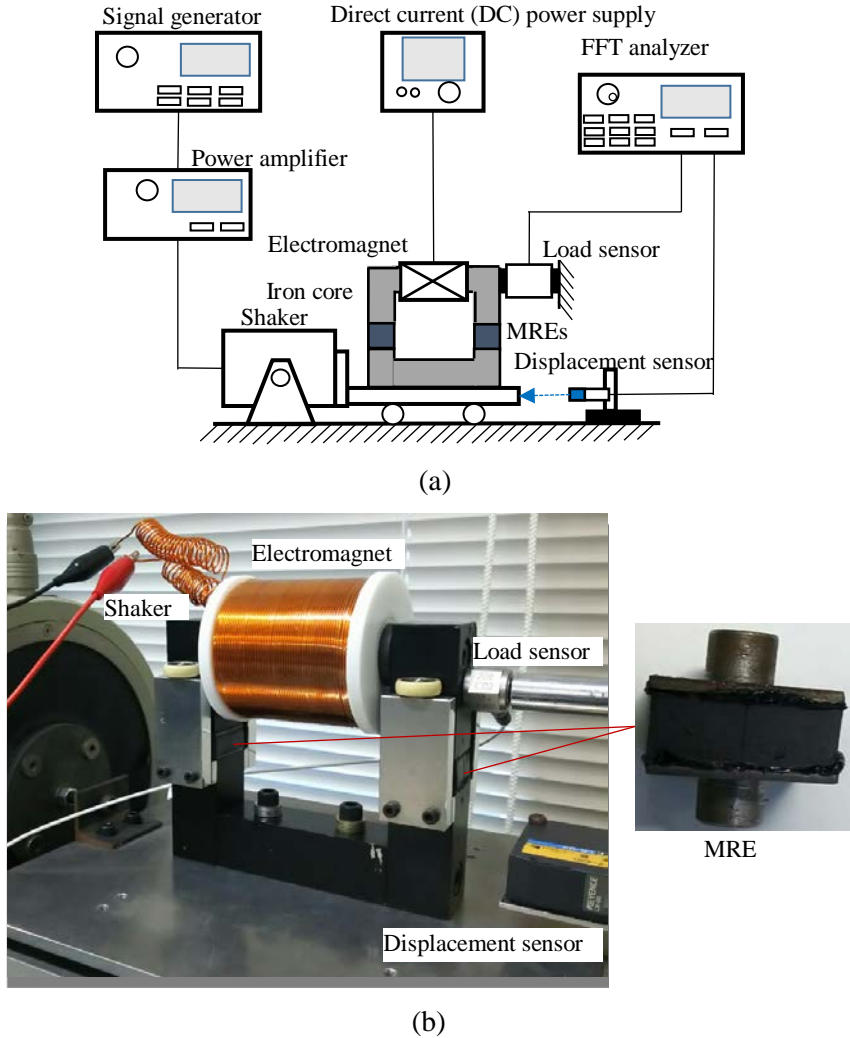 Signal generator
Direct current (DC) power supply
FFT analyzer
Power amplifier
Electromagnet
Load sensor
Iron core
Shaker
MREs
Displacement sensor
(a)
Electromagnet
Shaker
Load sensor
KEYENCE
MRE
Displacement sensor
(b)